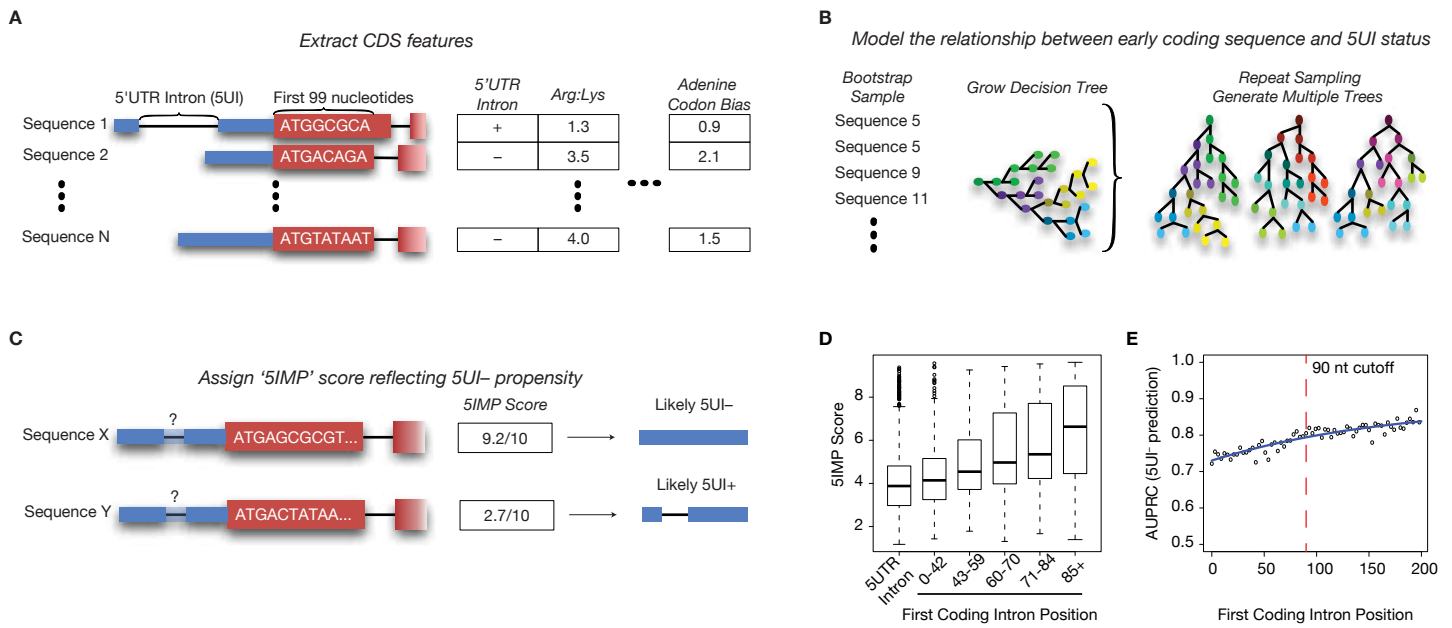 A
Extract CDS features
5'UTR Intron (5UI)
First 99 nucleotides
5'UTR
Intron
Arg:Lys
Adenine
Codon Bias
Sequence 1
ATGGCGCA
+
1.3
0.9
Sequence 2
ATGACAGA
–
3.5
2.1
Sequence N
ATGTATAAT
–
4.0
1.5
B
Model the relationship between early coding sequence and 5UI status
Bootstrap
Sample
Grow Decision Tree
Repeat Sampling
Generate Multiple Trees
Sequence 5
Sequence 5
Sequence 9
Sequence 11
C
Assign ‘5IMP’ score reflecting 5UI– propensity
5IMP Score
?
Sequence X
ATGAGCGCGT...
9.2/10
Likely 5UI–
?
Sequence Y
ATGACTATAA...
2.7/10
Likely 5UI+
D
5IMP Score
8
6
4
2
5UTR
Intron
0–42
43–59
60–70
71–84
85+
First Coding Intron Position
E
AUPRC (5UI- prediction)
1.0
0.9
0.8
0.7
0.6
0.5
90 nt cutoff
0
50
100
150
200
First Coding Intron Position